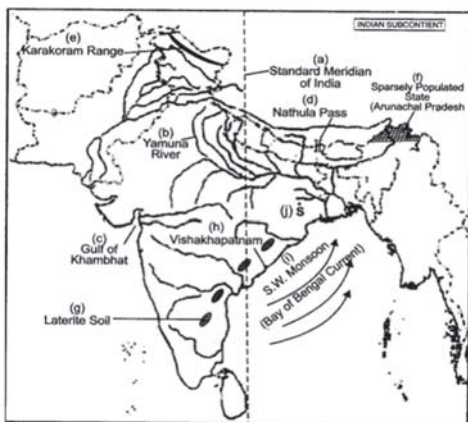 INDIAN SUBCONTIENT
(e)
Karakoram Range
(a)
Standard Meridian
of India
(f)
Sparsely Populated
State
(Arunachal Pradesh)
(d)
Nathula Pass
(b)
Yamuna
River
(j) S
(c)
Gulf of
Khambhat
(h)
Vishakhapatnam
(i)
S.W. Monsoon
(Bay of Bengal Current)
(g)
Laterite Soil